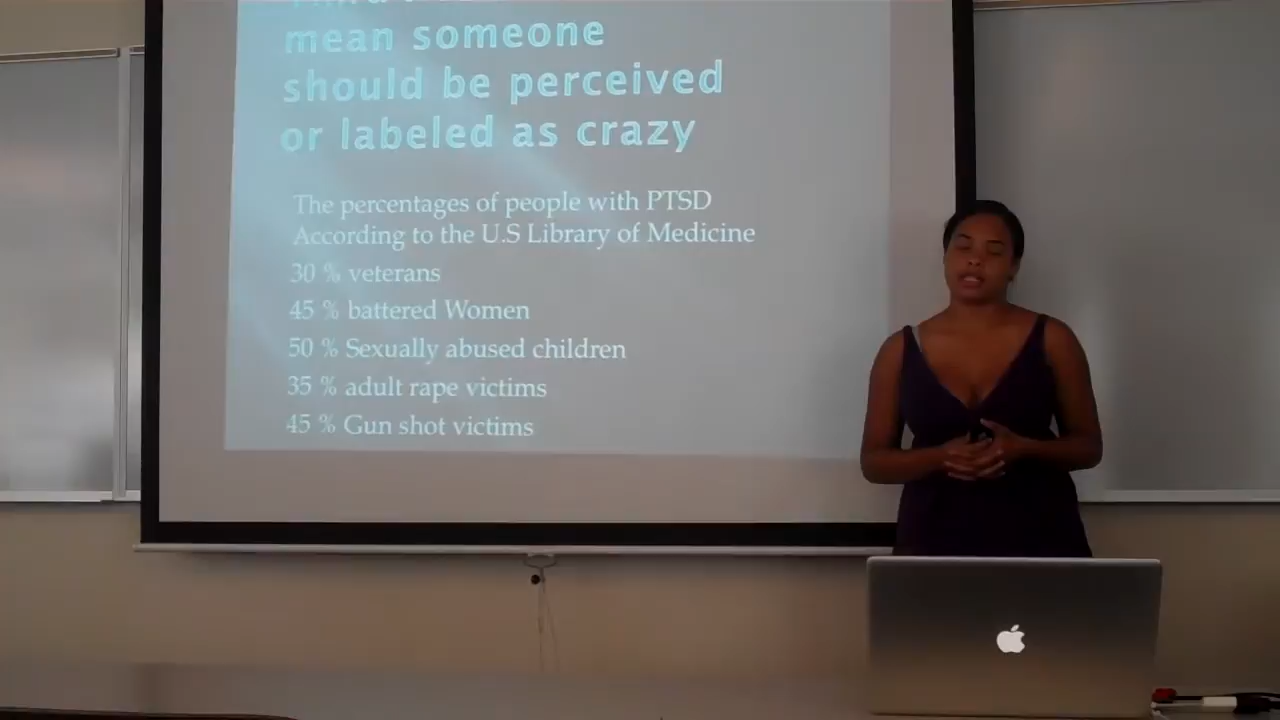 mean someone
should be perceived
or labeled as crazy
The percentages of people with PTSD
According to the U.S Library of Medicine
30 % veterans
45 % battered Women
50 % Sexually abused children
35 % adult rape victims
45 % Gun shot victims